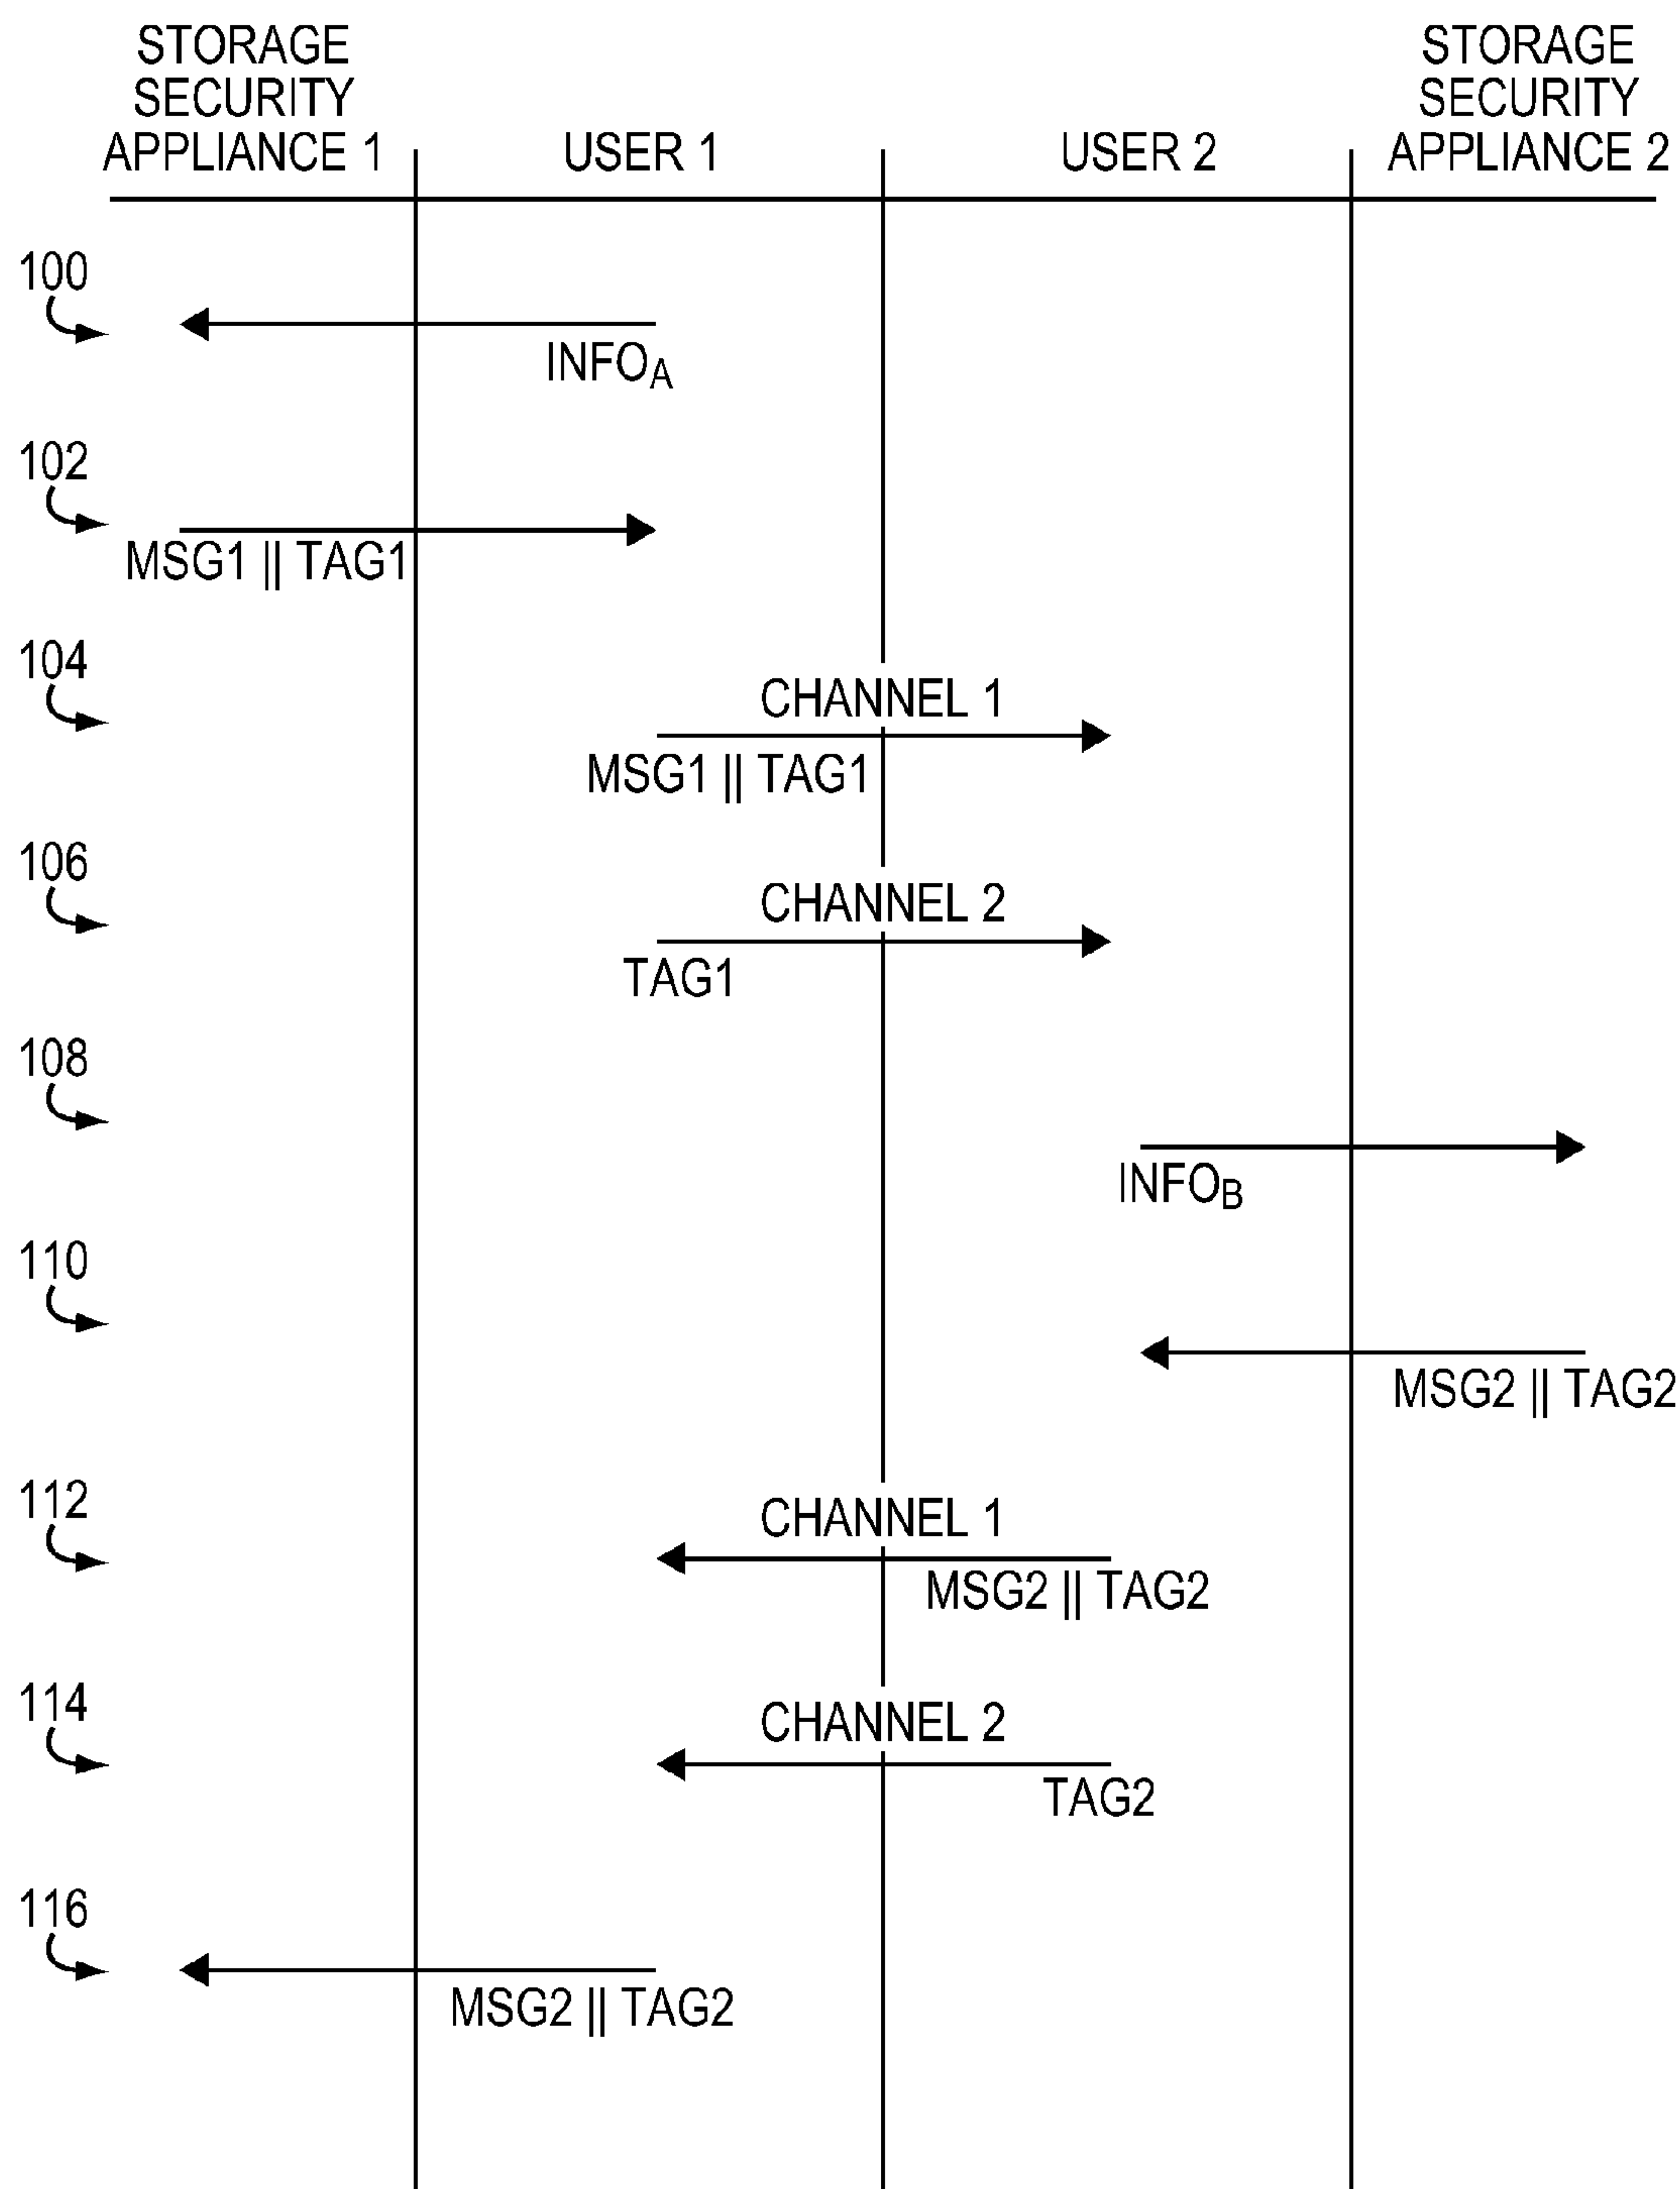 STORAGE
SECURITY
APPLIANCE 1
USER 1
USER 2
STORAGE
SECURITY
APPLIANCE 2
100
INFOA
102
MSG1 || TAG1
104
CHANNEL 1
MSG1 || TAG1
106
CHANNEL 2
TAG1
108
INFOB
110
MSG2 || TAG2
112
CHANNEL 1
MSG2 || TAG2
114
CHANNEL 2
TAG2
116
MSG2 || TAG2